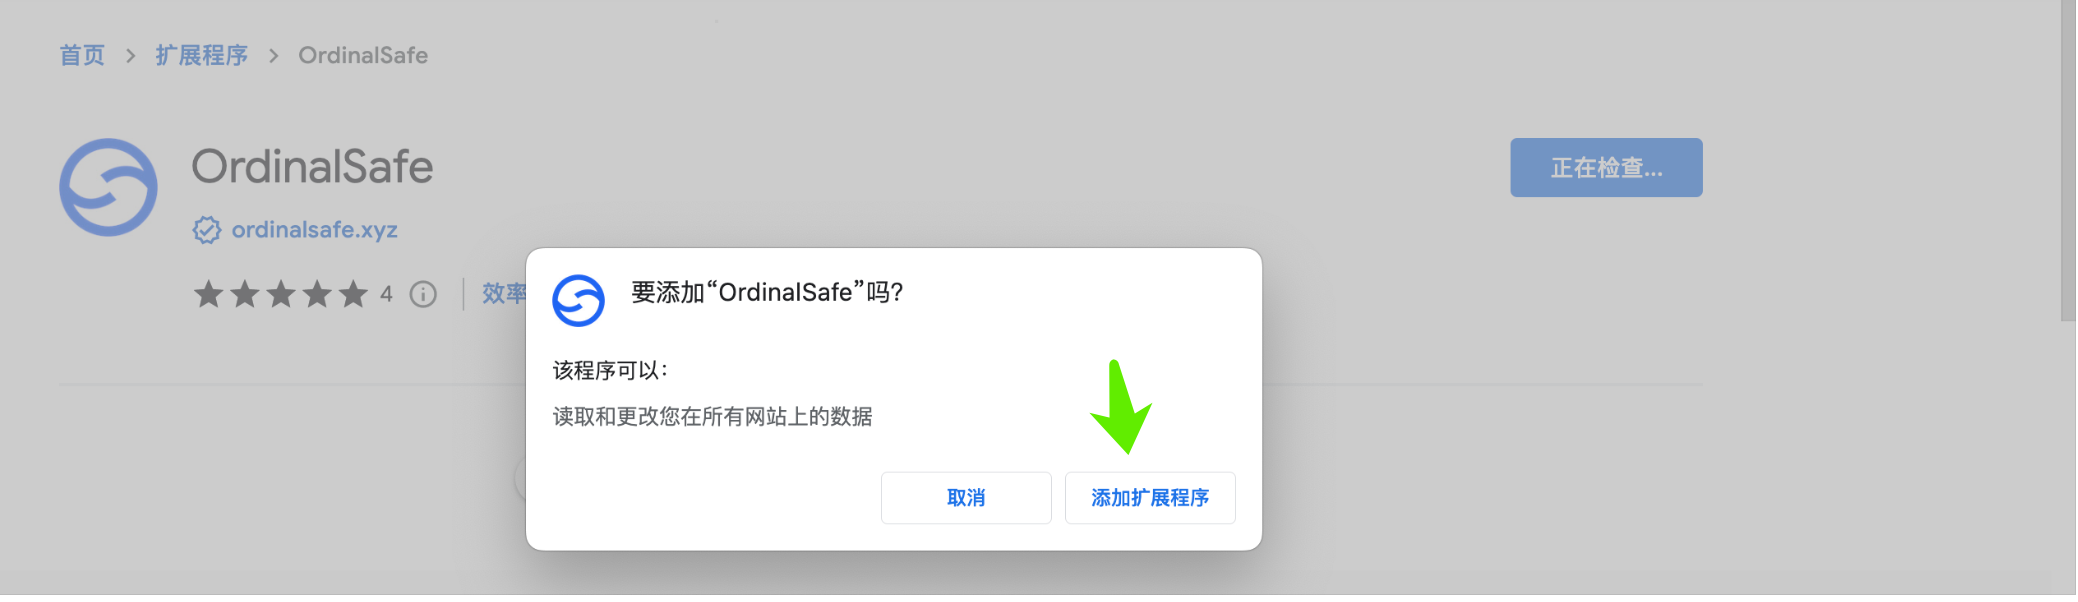 首页 > 扩展程序 > OrdinalSafe
OrdinalSafe
正在检查...
ordinalsafe.xyz
4
效率
要添加“OrdinalSafe”吗?
该程序可以:
读取和更改您在所有网站上的数据
取消
添加扩展程序